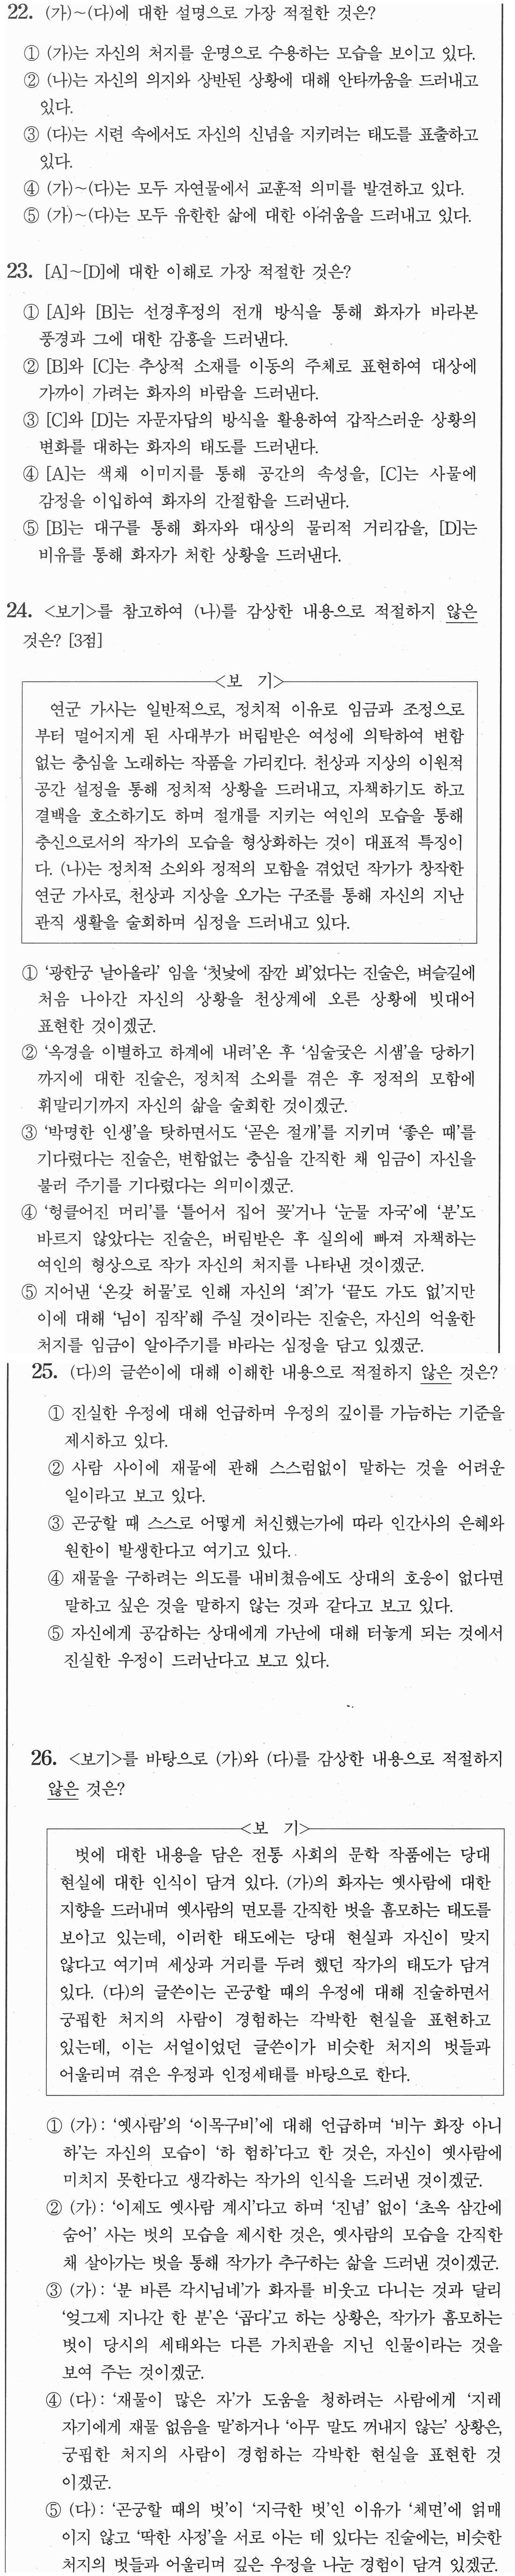 22. (가)~(다)에 대한 설명으로 가장 적절한 것은?
① (가)는 자신의 처지를 운명으로 수용하는 모습을 보이고 있다.
② (나)는 자신의 의지와 상반된 상황에 대해 안타까움을 드러내고
있다.
③ (다)는 시련 속에서도 자신의 신념을 지키려는 태도를 표출하고
있다.
④ (가)~(다)는 모두 자연물에서 교훈적 의미를 발견하고 있다.
⑤ (가)~(다)는 모두 유한한 삶에 대한 아쉬움을 드러내고 있다.
23. [A]~[D]에 대한 이해로 가장 적절한 것은?
① [A]와 [B]는 선경후정의 전개 방식을 통해 화자가 바라본
풍경과 그에 대한 감흥을 드러낸다.
② [B]와 [C]는 추상적 소재를 이동의 주체로 표현하여 대상에
가까이 가려는 화자의 바람을 드러낸다.
③ [C]와 [D]는 자문자답의 방식을 활용하여 갑작스러운 상황의
변화를 대하는 화자의 태도를 드러낸다.
④ [A]는 색채 이미지를 통해 공간의 속성을, [C]는 사물에
감정을 이입하여 화자의 간절함을 드러낸다.
⑤ [B]는 대구를 통해 화자와 대상의 물리적 거리감을, [D]는
비유를 통해 화자가 처한 상황을 드러낸다.
24. <보기>를 참고하여 (나)를 감상한 내용으로 적절하지 않은
것은? [3점]
<보 기>
연군 가사는 일반적으로, 정치적 이유로 임금과 조정으로
부터 멀어지게 된 사대부가 버림받은 여성에 의탁하여 변함
없는 충심을 노래하는 작품을 가리킨다. 천상과 지상의 이원적
공간 설정을 통해 정치적 상황을 드러내고, 자책하기도 하고
결백을 호소하기도 하며 절개를 지키는 여인의 모습을 통해
충신으로서의 작가의 모습을 형상화하는 것이 대표적 특징이
다. (나)는 정치적 소외와 정적의 모함을 겪었던 작가가 창작한
연군 가사로, 천상과 지상을 오가는 구조를 통해 자신의 지난
관직 생활을 술회하며 심정을 드러내고 있다.
① ‘광한궁 날아올라’ 임을 ‘첫낯에 잠깐 뵈’었다는 진술은, 벼슬길에
처음 나아간 자신의 상황을 천상계에 오른 상황에 빗대어
표현한 것이겠군.
② ‘옥경을 이별하고 하계에 내려’온 후 ‘심술궂은 시샘’을 당하기
까지에 대한 진술은, 정치적 소외를 겪은 후 정적의 모함에
휘말리기까지 자신의 삶을 술회한 것이겠군.
③ ‘박명한 인생’을 탓하면서도 ‘곧은 절개’를 지키며 ‘좋은 때’를
기다렸다는 진술은, 변함없는 충심을 간직한 채 임금이 자신을
불러 주기를 기다렸다는 의미이겠군.
④ ‘헝클어진 머리’를 ‘틀어서 집어 꽂’거나 ‘눈물 자국’에 ‘분’도
바르지 않았다는 진술은, 버림받은 후 실의에 빠져 자책하는
여인의 형상으로 작가 자신의 처지를 나타낸 것이겠군.
⑤ 지어낸 ‘온갖 허물’로 인해 자신의 ‘죄’가 ‘끝도 가도 없’지만
이에 대해 ‘님이 짐작’해 주실 것이라는 진술은, 자신의 억울한
처지를 임금이 알아주기를 바라는 심정을 담고 있겠군.
25. (다)의 글쓴이에 대해 이해한 내용으로 적절하지 않은 것은?
① 진실한 우정에 대해 언급하며 우정의 깊이를 가늠하는 기준을
제시하고 있다.
② 사람 사이에 재물에 관해 스스럼없이 말하는 것을 어려운
일이라고 보고 있다.
③ 곤궁할 때 스스로 어떻게 처신했는가에 따라 인간사의 은혜와
원한이 발생한다고 여기고 있다.
④ 재물을 구하려는 의도를 내비쳤음에도 상대의 호응이 없다면
말하고 싶은 것을 말하지 않는 것과 같다고 보고 있다.
⑤ 자신에게 공감하는 상대에게 가난에 대해 터놓게 되는 것에서
진실한 우정이 드러난다고 보고 있다.
26. <보기>를 바탕으로 (가)와 (다)를 감상한 내용으로 적절하지
않은 것은?
<보 기>
벗에 대한 내용을 담은 전통 사회의 문학 작품에는 당대
현실에 대한 인식이 담겨 있다. (가)의 화자는 옛사람에 대한
지향을 드러내며 옛사람의 면모를 간직한 벗을 흠모하는 태도를
보이고 있는데, 이러한 태도에는 당대 현실과 자신이 맞지
않다고 여기며 세상과 거리를 두려 했던 작가의 태도가 담겨
있다. (다)의 글쓴이는 곤궁할 때의 우정에 대해 진술하면서
궁핍한 처지의 사람이 경험하는 각박한 현실을 표현하고
있는데, 이는 서얼이었던 글쓴이가 비슷한 처지의 벗들과
어울리며 겪은 우정과 인정세태를 바탕으로 한다.
① (가): ‘옛사람’의 ‘이목구비’에 대해 언급하며 ‘비누 화장 아니
하’는 자신의 모습이 ‘하 험하’다고 한 것은, 자신이 옛사람에
미치지 못한다고 생각하는 작가의 인식을 드러낸 것이겠군.
② (가): ‘이제도 옛사람 계시’다고 하며 ‘진념’ 없이 ‘초옥 삼간에
숨어’ 사는 벗의 모습을 제시한 것은, 옛사람의 모습을 간직한
채 살아가는 벗을 통해 작가가 추구하는 삶을 드러낸 것이겠군.
③ (가): ‘분 바른 각시님네’가 화자를 비웃고 다니는 것과 달리
‘엊그제 지나간 한 분’은 ‘곱다’고 하는 상황은, 작가가 흠모하는
벗이 당시의 세태와는 다른 가치관을 지닌 인물이라는 것을
보여 주는 것이겠군.
④ (다): ‘재물이 많은 자’가 도움을 청하려는 사람에게 ‘지레
자기에게 재물 없음을 말’하거나 ‘아무 말도 꺼내지 않는’ 상황은,
궁핍한 처지의 사람이 경험하는 각박한 현실을 표현한 것
이겠군.
⑤ (다): ‘곤궁할 때의 벗’이 ‘지극한 벗’인 이유가 ‘체면’에 얽매
이지 않고 ‘딱한 사정’을 서로 아는 데 있다는 진술에는, 비슷한
처지의 벗들과 어울리며 깊은 우정을 나눈 경험이 담겨 있겠군.